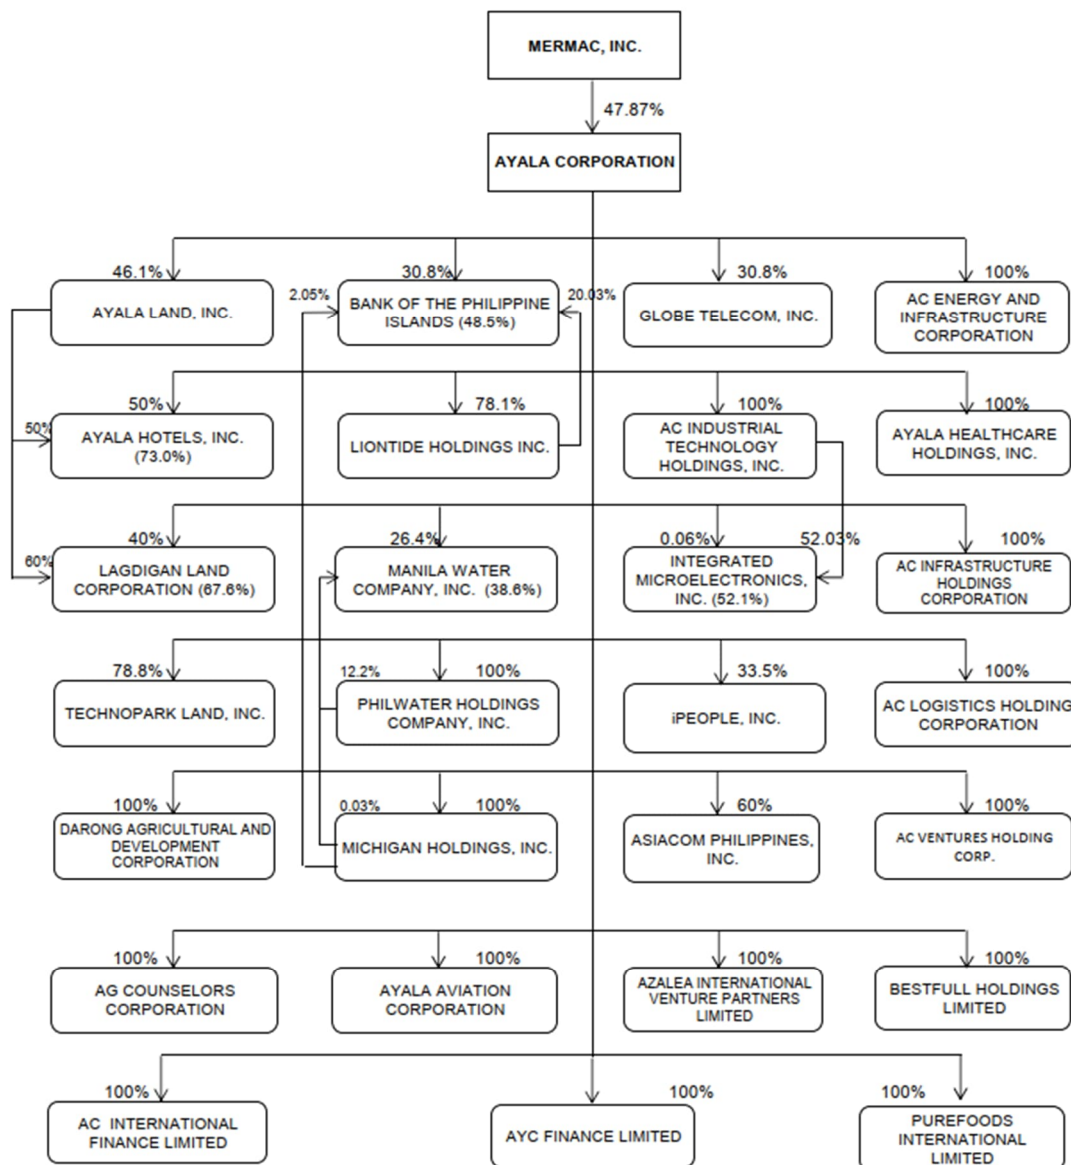 MERMAC, INC.
47.87%
AYALA CORPORATION
46.1%
30.8%
30.8%
100%
2.05%
20.03%
AYALA LAND, INC.
BANK OF THE PHILIPPINE
ISLANDS (48.5%)
GLOBE TELECOM, INC.
AC ENERGY AND
INFRASTRUCTURE
CORPORATION
50%
78.1%
100%
100%
50%
AYALA HOTELS, INC.
(73.0%)
LIONTIDE HOLDINGS INC.
AC INDUSTRIAL
TECHNOLOGY
HOLDINGS, INC.
AYALA HEALTHCARE
HOLDINGS, INC.
40%
26.4%
0.06%
52.03%
100%
60%
LAGDIGAN LAND
CORPORATION (67.6%)
MANILA WATER
COMPANY, INC. (38.6%)
INTEGRATED
MICROELECTRONICS,
INC. (52.1%)
AC INFRASTRUCTURE
HOLDINGS
CORPORATION
78.8%
12.2%
100%
33.5%
100%
TECHNOPARK LAND, INC.
PHILWATER HOLDINGS
COMPANY, INC.
iPEOPLE, INC.
AC LOGISTICS HOLDING
CORPORATION
100%
0.03%
100%
60%
100%
DARONG AGRICULTURAL AND
DEVELOPMENT
CORPORATION
MICHIGAN HOLDINGS, INC.
ASIACOM PHILIPPINES,
INC.
AC VENTURES HOLDING
CORP.
100%
100%
100%
100%
AG COUNSELORS
CORPORATION
AYALA AVIATION
CORPORATION
AZALEA INTERNATIONAL
VENTURE PARTNERS
LIMITED
BESTFULL HOLDINGS
LIMITED
100%
100%
100%
AC INTERNATIONAL
FINANCE LIMITED
AYC FINANCE LIMITED
PUREFOODS
INTERNATIONAL
LIMITED